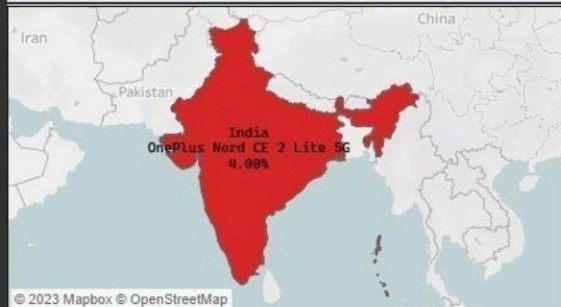 China
Iran
Pakistan
India
OnePlus Nord CE 2 Lite 5G
4.00%
© 2023 Mapbox © OpenStreetMap